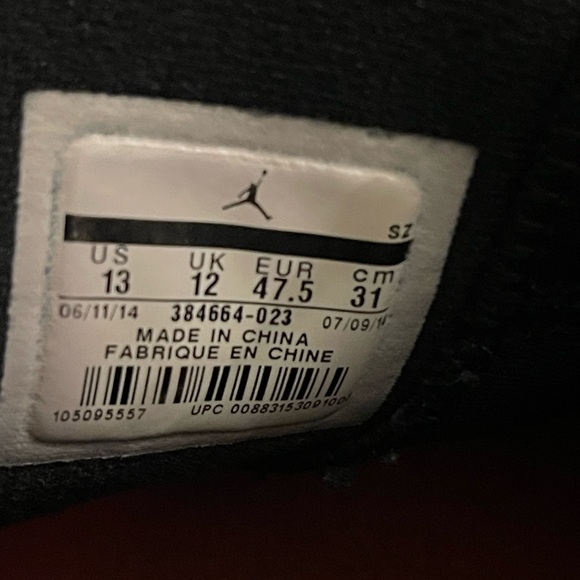 SZ
US UK EUR cm
13 12 47.5 31
06/11/14 384664-023 07/09/14
MADE IN CHINA
FABRIQUE EN CHINE
105095557 UPC